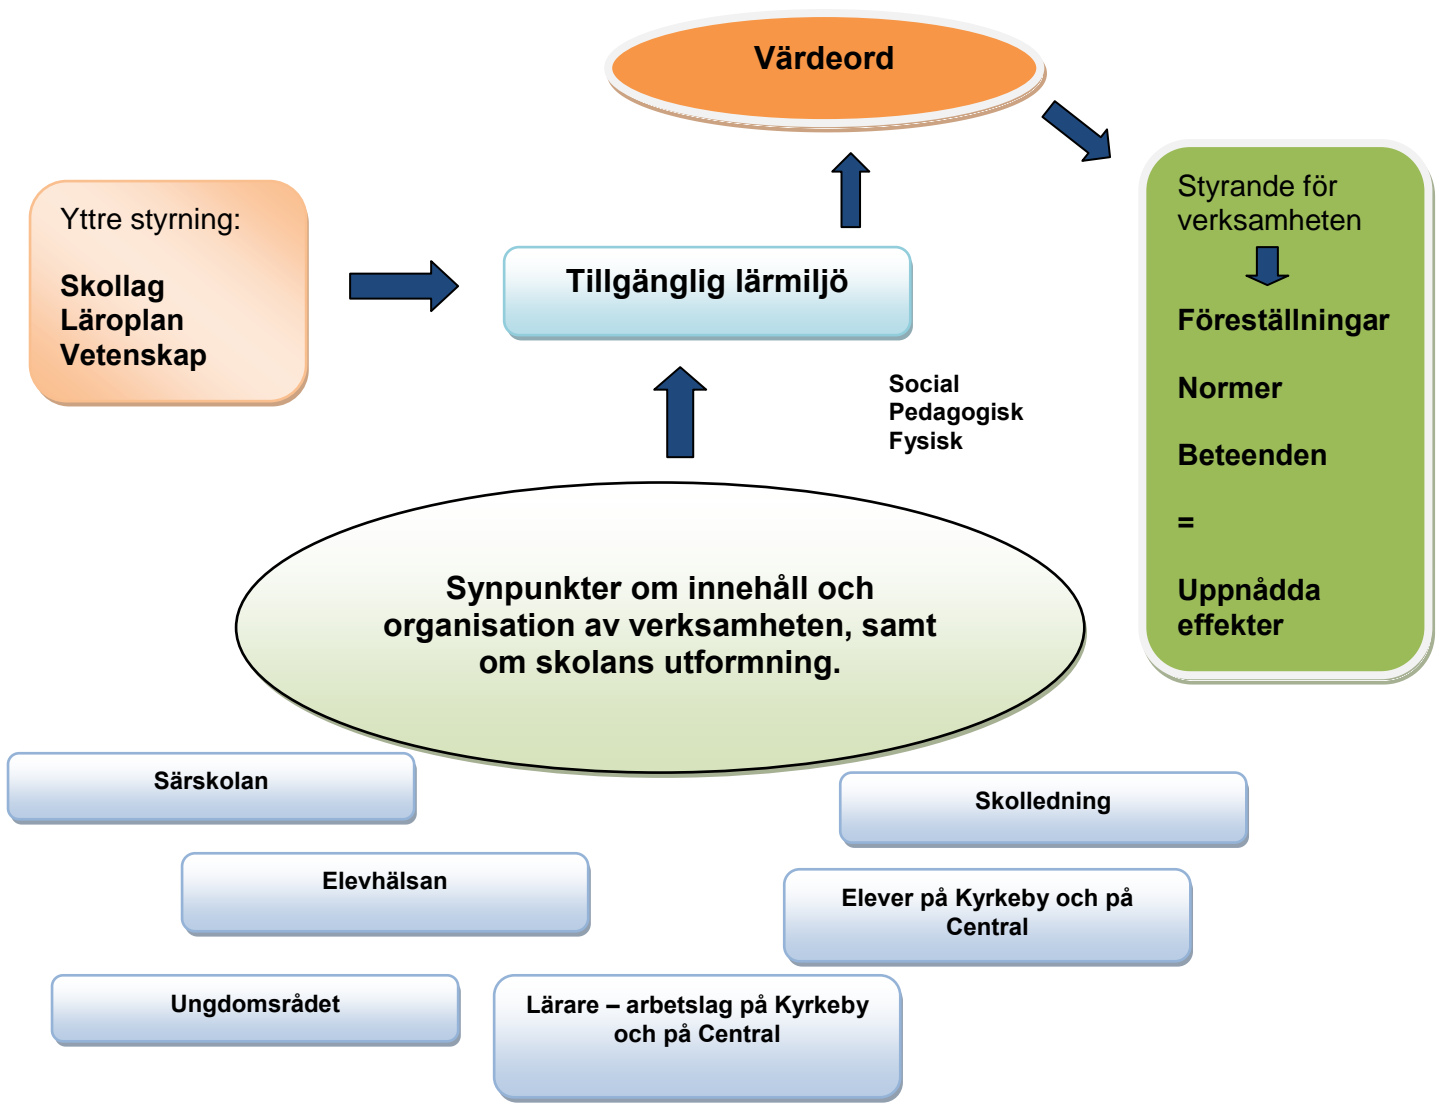 Värdeord
Yttre styrning:
Skollag
Läroplan
Vetenskap
Tillgänglig lärmiljö
Social
Pedagogisk
Fysisk
Styrande för
verksamheten
Föreställningar
Normer
Beteenden
=
Uppnådda
effekter
Synpunkter om innehåll och
organisation av verksamheten, samt
om skolans utformning.
Särskolan
Skolledning
Elevhälsan
Elever på Kyrkeby och på
Central
Ungdomsrådet
Lärare – arbetslag på Kyrkeby
och på Central